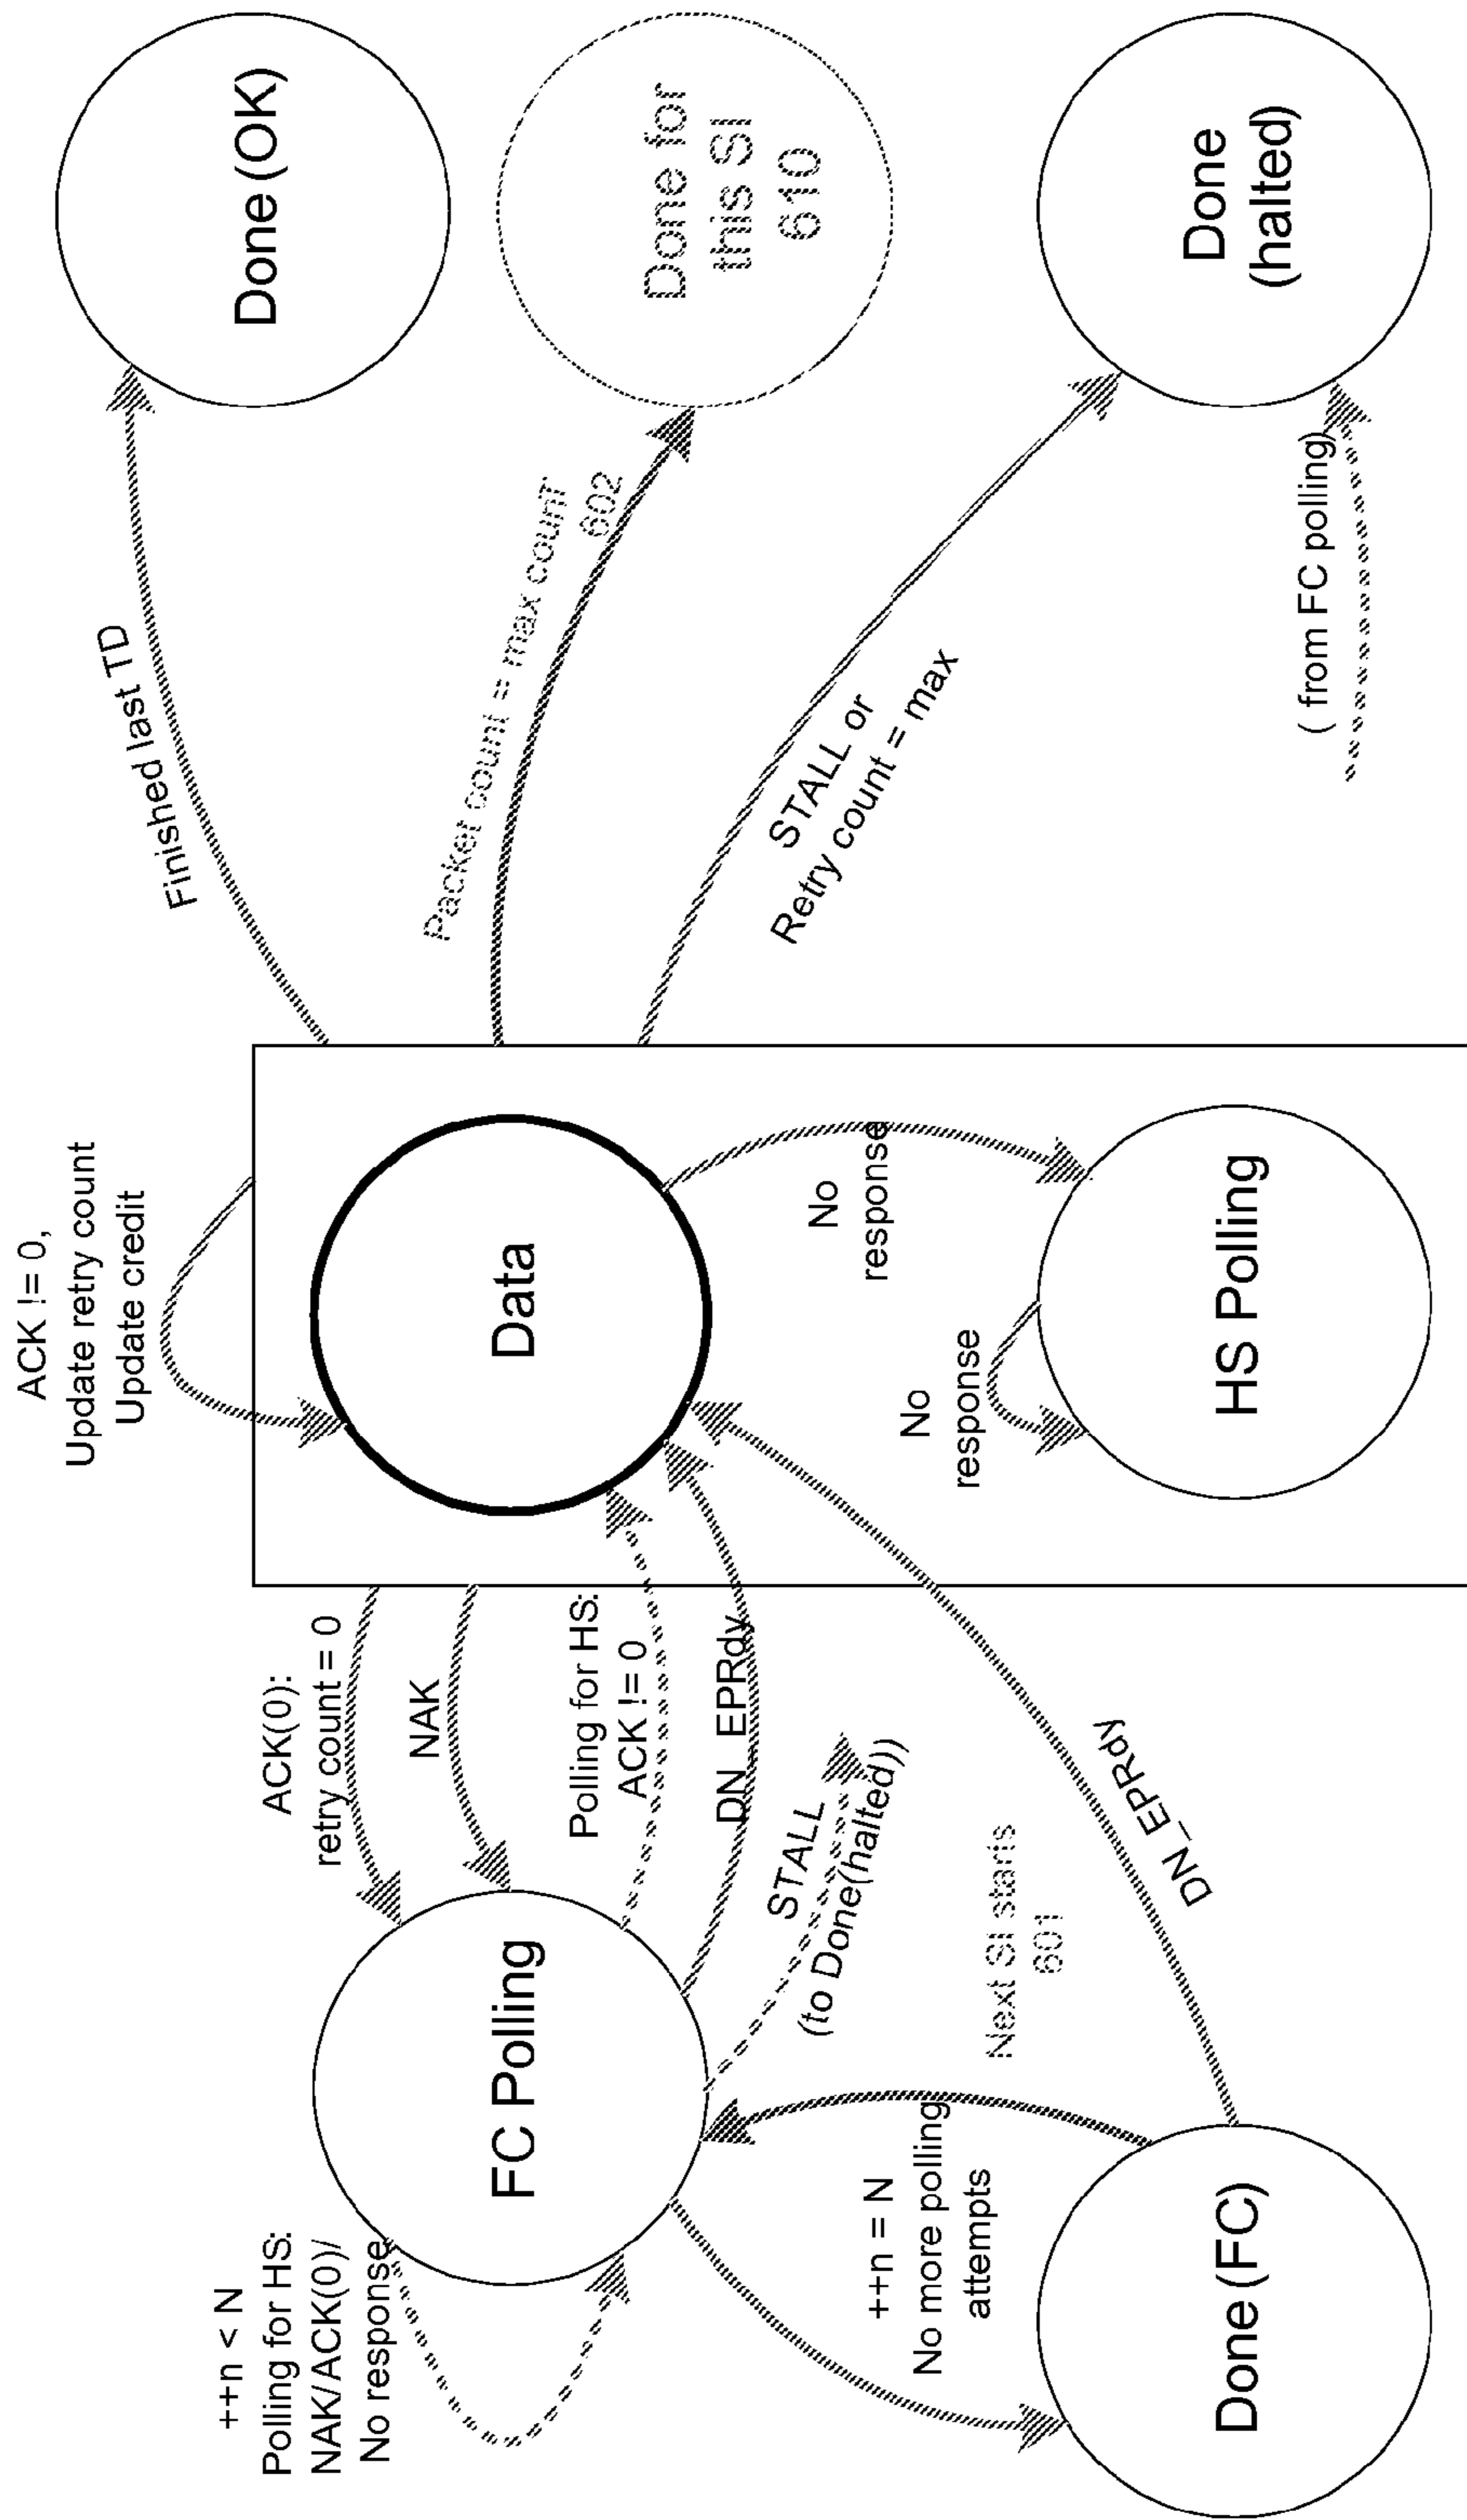 ++n < N
Polling for HS:
NAK/ACK(0)/
No response
FC Polling
ACK(0):
retry count = 0
NAK
Polling for HS:
ACK != 0
DN_EPRdy
STALL
(to Done(halted))
Next SI starts
601
++n = N
No more polling
attempts
Done (FC)
DN_EPRdy
ACK != 0,
Update retry count
Update credit
Data
No
response
No
response
HS Polling
Finished last TD
Packet count = max counT
602
STALL or
Retry count = max
( from FC polling)
Done (OK)
Done for
this SI
610
Done
(halted)